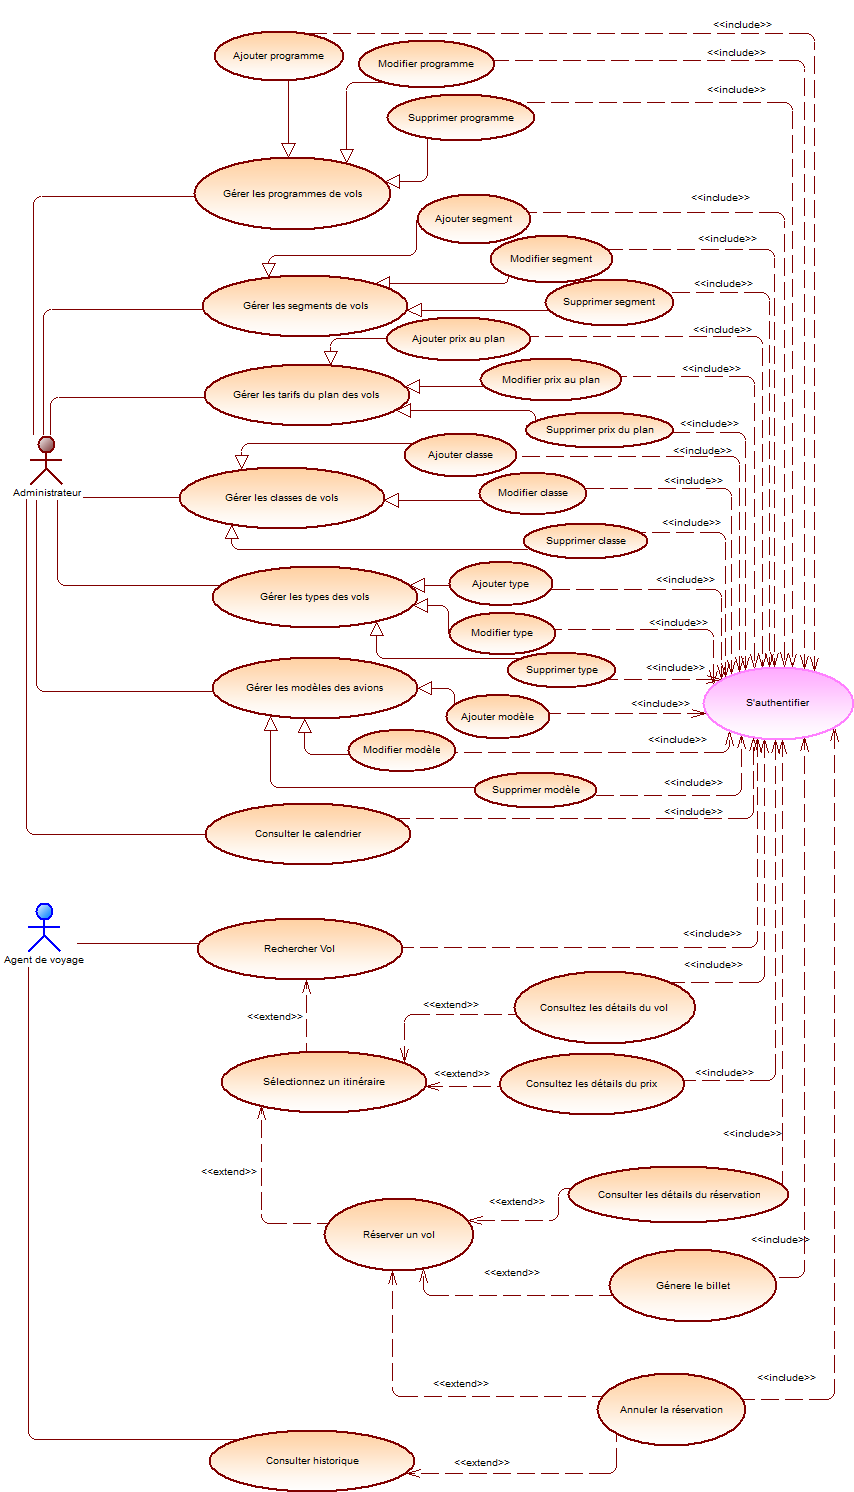 <<include>>
Ajouter programme
<<include>>
Modifier programme
<<include>>
Supprimer programme
Gérer les programmes de vols
<<include>>
Ajouter segment
<<include>>
Modifier segment
<<include>>
Supprimer segment
Gérer les segments de vols
<<include>>
Ajouter prix au plan
<<include>>
Modifier prix au plan
Gérer les tarifs du plan des vols
<<include>>
Supprimer prix du plan
<<include>>
Ajouter classe
<<include>>
Modifier classe
Administrateur
Gérer les classes de vols
<<include>>
Supprimer classe
<<include>>
Ajouter type
Gérer les types des vols
<<include>>
Modifier type
<<include>>
Supprimer type
Gérer les modèles des avions
<<include>>
S'authentifier
Ajouter modèle
<<include>>
Modifier modèle
<<include>>
Supprimer modèle
<<include>>
Consulter le calendrier
<<include>>
Rechercher Vol
Agent de voyage
<<include>>
<<extend>>
Consultez les détails du vol
<<extend>>
<<extend>>
<<include>>
Sélectionnez un itinéraire
Consultez les détails du prix
<<include>>
<<extend>>
Consulter les détails du réservation
<<extend>>
Réserver un vol
<<include>>
<<extend>>
Génere le billet
<<include>>
<<extend>>
Annuler la réservation
Consulter historique
<<extend>>